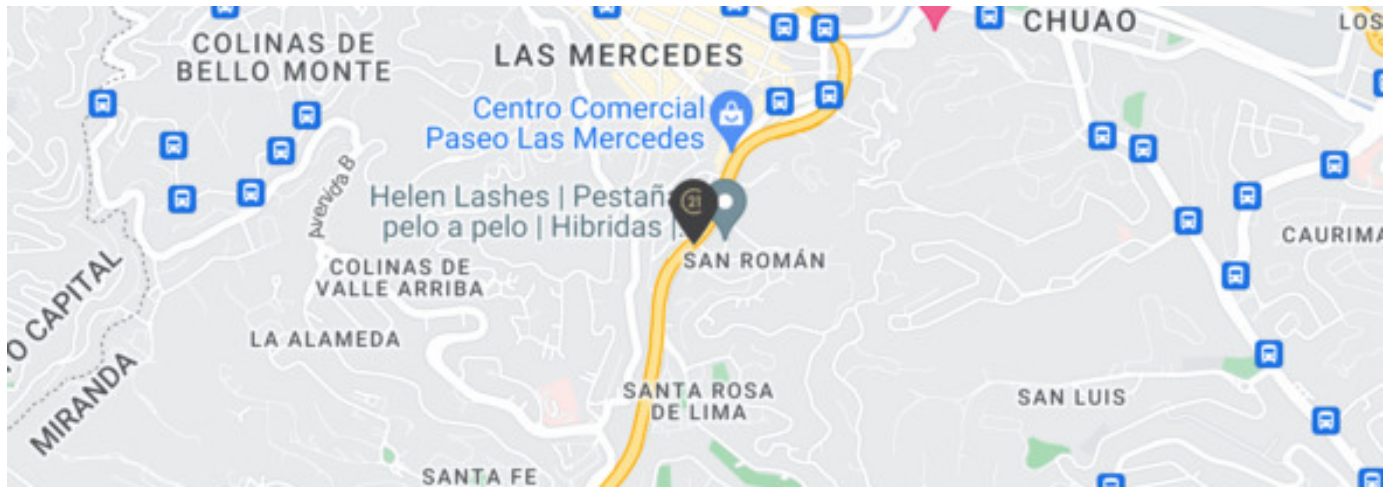 COLINAS DE
BELLO MONTE
LAS MERCEDES
CHUAO
LOS
Centro Comercial
Paseo Las Mercedes
Avenida B
Helen Lashes | Pestaña
pelo a pelo | Hibridas |
21
SAN ROMÁN
CAURIMA
COLINAS DE
VALLE ARRIBA
O CAPITAL
MIRANDA
LA ALAMEDA
SANTA ROSA
DE LIMA
SAN LUIS
SANTA FE